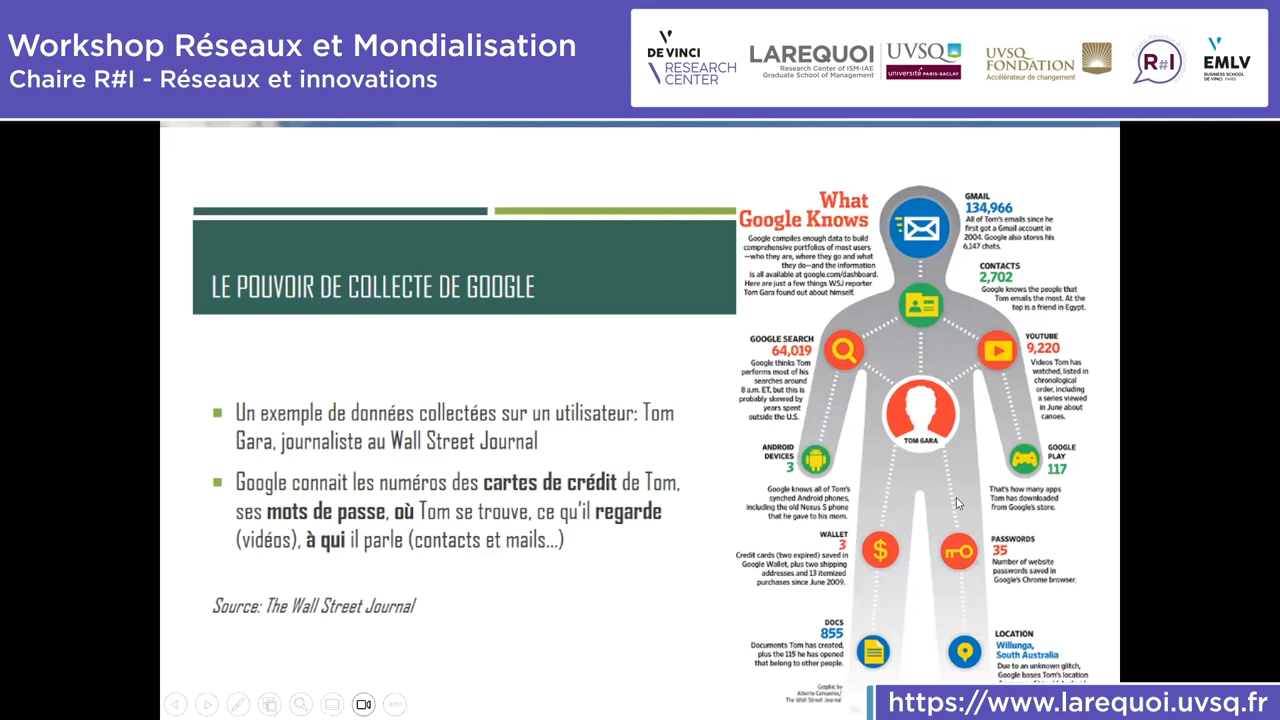 Workshop Réseaux et Mondialisation
Chaire R#I - Réseaux et innovations
DE VINCI
RESEARCH
CENTER
LAREQUOI
Research Center of ISM-IAE
Graduate School of Management
UVSQ
université PARIS-SACLAY
UVSQ
FONDATION
Accélérateur de changement
R#I
EMLV
BUSINESS SCHOOL
DE VINCI PARIS
LE POUVOIR DE COLLECTE DE GOOGLE
Un exemple de données collectées sur un utilisateur: Tom
Gara, journaliste au Wall Street Journal
Google connait les numéros des cartes de crédit de Tom,
ses mots de passe, où Tom se trouve, ce qu'il regarde
(vidéos), à qui il parle (contacts et mails...)
Source: The Wall Street Journal
What
Google Knows
Google compiles enough data to build
comprehensive portfolios of most users
—who they are, where they go and what
they do—and the information
is all available at google.com/dashboard.
Here are just a few things WSJ reporter
Tom Gara found out about himself.
GMAIL
134,966
All of Tom's emails since he
first got a Gmail account in
2004. Google also stores his
6,147 chats.
CONTACTS
2,702
Google knows the people that
Tom emails the most. At the
top is a friend in Egypt.
GOOGLE SEARCH
64,019
Google thinks Tom
performs most of his
searches around
8 a.m. ET, but this is
probably skewed by
years spent
outside the U.S.
YOUTUBE
9,220
Videos Tom has
watched, listed in
chronological
order, including
a series viewed
in June about
canoes.
TOM GARA
ANDROID
DEVICES
3
Google knows all of Tom's
synched Android phones,
including the old Nexus S phone
that he gave to his mom.
GOOGLE
PLAY
117
That's how many apps
Tom has downloaded
from Google's store.
WALLET
3
Credit cards (two expired) saved in
Google Wallet, plus two shipping
addresses and 13 itemized
purchases since June 2009.
$
PASSWORDS
35
Number of website
passwords saved in
Google's Chrome browser.
DOCS
855
Documents Tom has created,
plus the 115 he has opened
that belong to other people.
LOCATION
Willunga,
South Australia
Due to an unknown glitch,
Google bases Tom's location
Graphic by
Alberto Cervantes/
The Wall Street Journal
https://www.larequoi.uvsq.fr